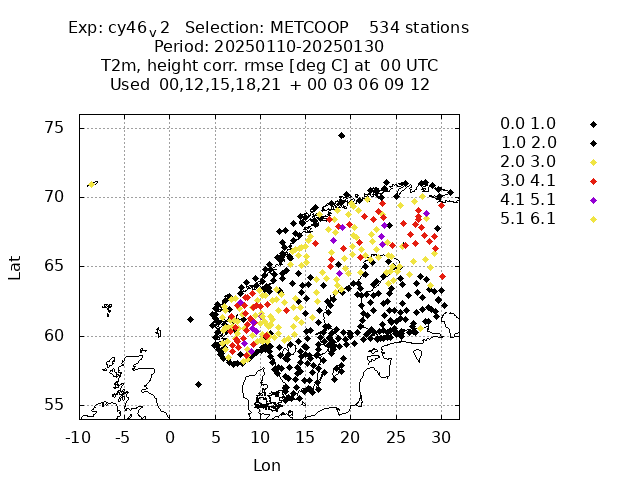 Exp: cy46v2 Selection: METCOOP 534 stations
Period: 20250110-20250130
T2m, height corr. rmse [deg C] at 00 UTC
Used 00,12,15,18,21 + 00 03 06 09 12
75
70
65
60
55
Lat
-10 -5 0 5 10 15 20 25 30
Lon
0.0 1.0
1.0 2.0
2.0 3.0
3.0 4.1
4.1 5.1
5.1 6.1